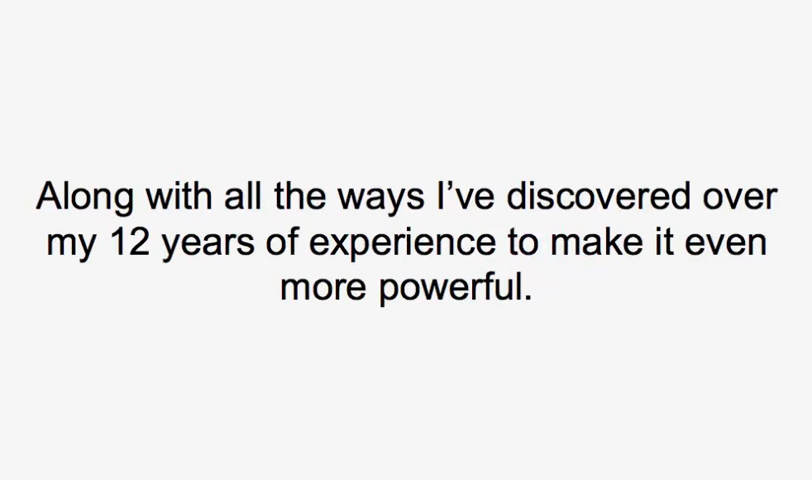 Along with all the ways I’ve discovered over
my 12 years of experience to make it even
more powerful.